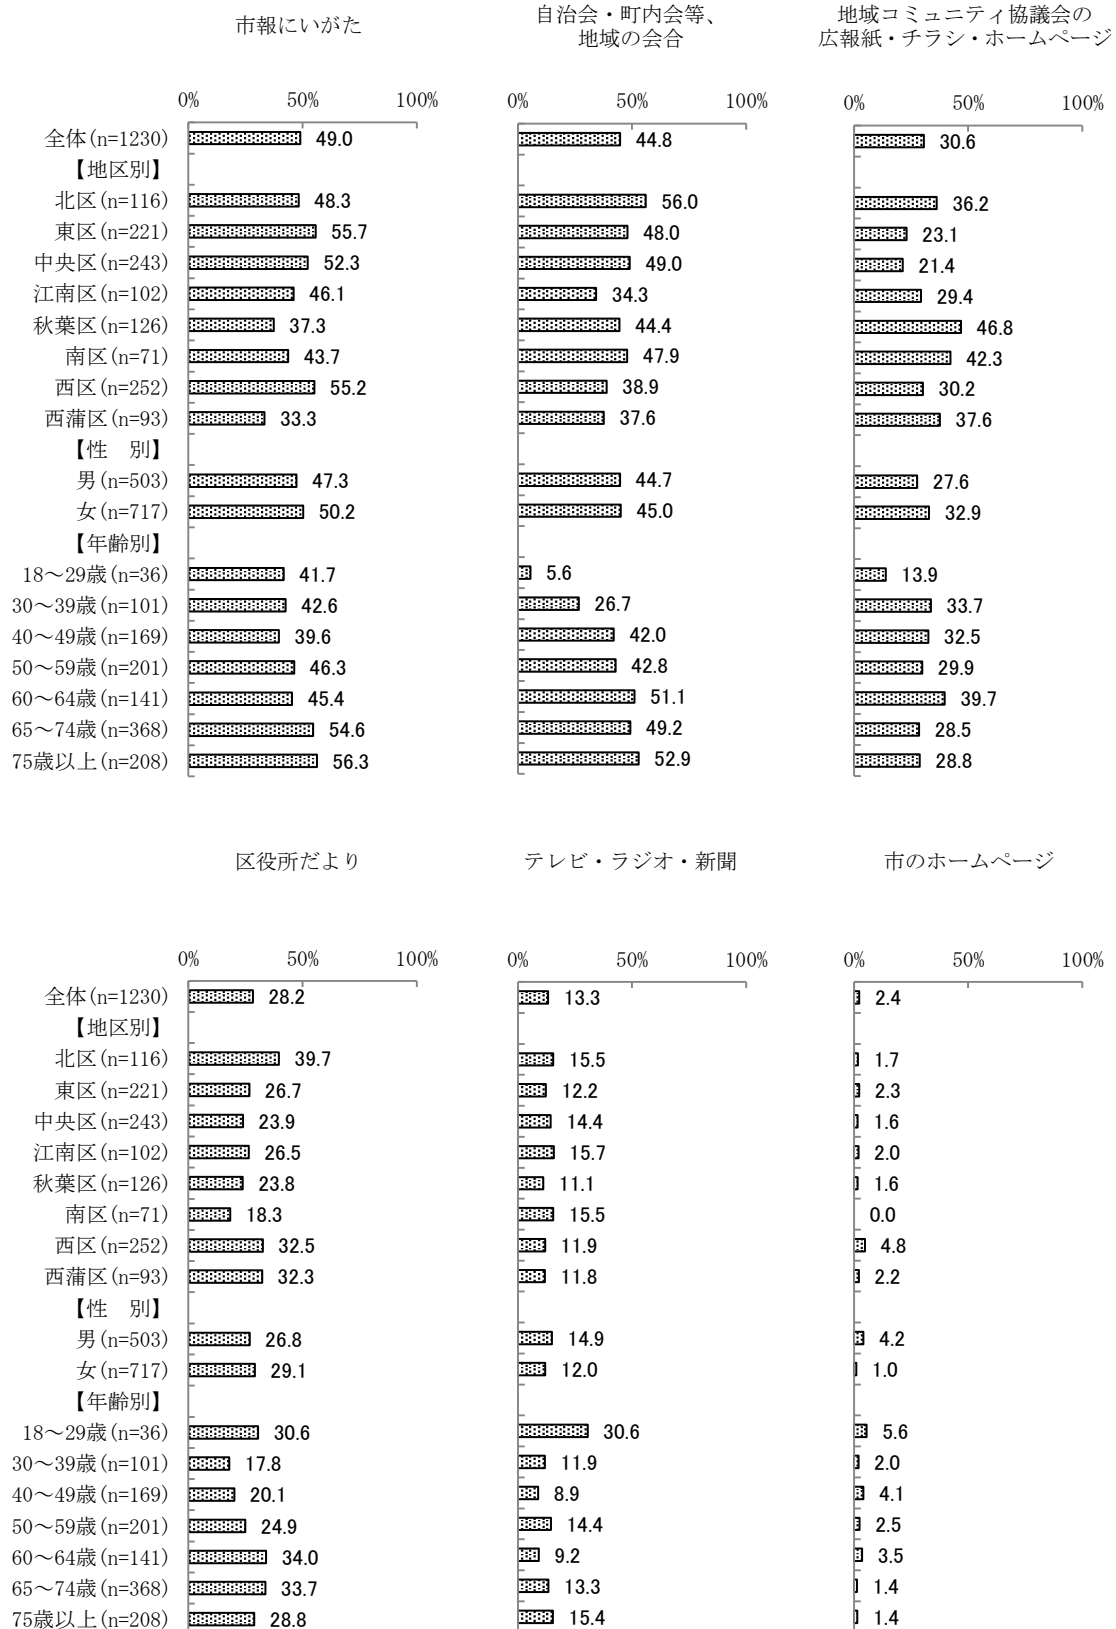 市報にいがた
自治会・町内会等、
地域の会合
地域コミュニティ協議会の
広報紙・チラシ・ホームページ
0% 50% 100% 0% 50% 100% 0% 50% 100%
全体(n=1230) 49.0 44.8 30.6
【地区別】
北区(n=116) 48.3 56.0 36.2
東区(n=221) 55.7 48.0 23.1
中央区(n=243) 52.3 49.0 21.4
江南区(n=102) 46.1 34.3 29.4
秋葉区(n=126) 37.3 44.4 46.8
南区(n=71) 43.7 47.9 42.3
西区(n=252) 55.2 38.9 30.2
西蒲区(n=93) 33.3 37.6 37.6
【性　別】
男(n=503) 47.3 44.7 27.6
女(n=717) 50.2 45.0 32.9
【年齢別】
18～29歳(n=36) 41.7 5.6 13.9
30～39歳(n=101) 42.6 26.7 33.7
40～49歳(n=169) 39.6 42.0 32.5
50～59歳(n=201) 46.3 42.8 29.9
60～64歳(n=141) 45.4 51.1 39.7
65～74歳(n=368) 54.6 49.2 28.5
75歳以上(n=208) 56.3 52.9 28.8
区役所だより テレビ・ラジオ・新聞 市のホームページ
0% 50% 100% 0% 50% 100% 0% 50% 100%
全体(n=1230) 28.2 13.3 2.4
【地区別】
北区(n=116) 39.7 15.5 1.7
東区(n=221) 26.7 12.2 2.3
中央区(n=243) 23.9 14.4 1.6
江南区(n=102) 26.5 15.7 2.0
秋葉区(n=126) 23.8 11.1 1.6
南区(n=71) 18.3 15.5 0.0
西区(n=252) 32.5 11.9 4.8
西蒲区(n=93) 32.3 11.8 2.2
【性　別】
男(n=503) 26.8 14.9 4.2
女(n=717) 29.1 12.0 1.0
【年齢別】
18～29歳(n=36) 30.6 30.6 5.6
30～39歳(n=101) 17.8 11.9 2.0
40～49歳(n=169) 20.1 8.9 4.1
50～59歳(n=201) 24.9 14.4 2.5
60～64歳(n=141) 34.0 9.2 3.5
65～74歳(n=368) 33.7 13.3 1.4
75歳以上(n=208) 28.8 15.4 1.4